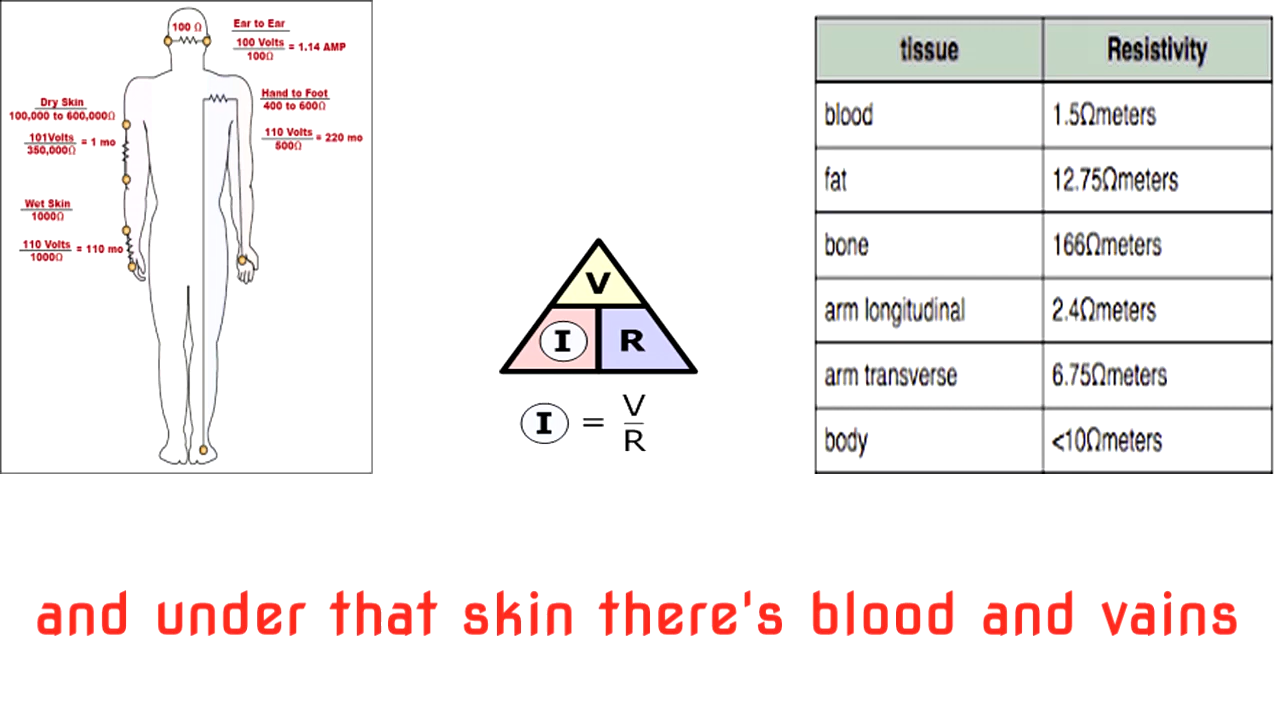 100 Ω
Ear to Ear
100 Volts
100Ω
= 1.14 AMP
Dry Skin
100,000 to 600,000Ω
101Volts
350,000Ω
= 1 mo
Hand to Foot
400 to 600Ω
110 Volts
500Ω
= 220 mo
Wet Skin
1000Ω
110 Volts
1000Ω
= 110 mo
V
I R
I = V
R
tissue Resistivity
blood 1.5Ωmeters
fat 12.75Ωmeters
bone 166Ωmeters
arm longitudinal 2.4Ωmeters
arm transverse 6.75Ωmeters
body <10Ωmeters
and under that skin there's blood and vains